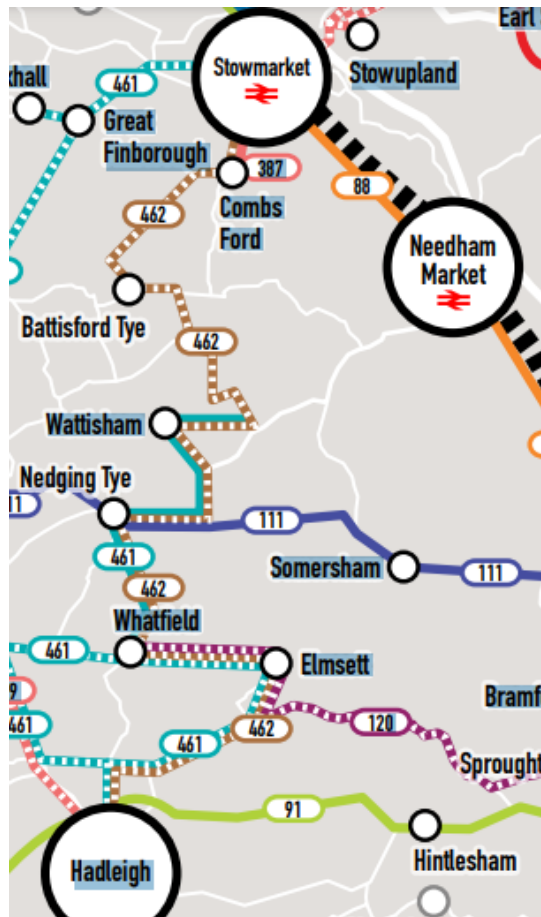 Earl
Stowmarket
Stowupland
461
Great
Finborough
387
88
Combs
Ford
462
Needham
Market
Battisford Tye
462
Wattisham
Nedging Tye
111
461
Somersham
111
462
Whatfield
461
Elmsett
461
461
462
120
Sprought
91
Hadleigh
Hintlesham